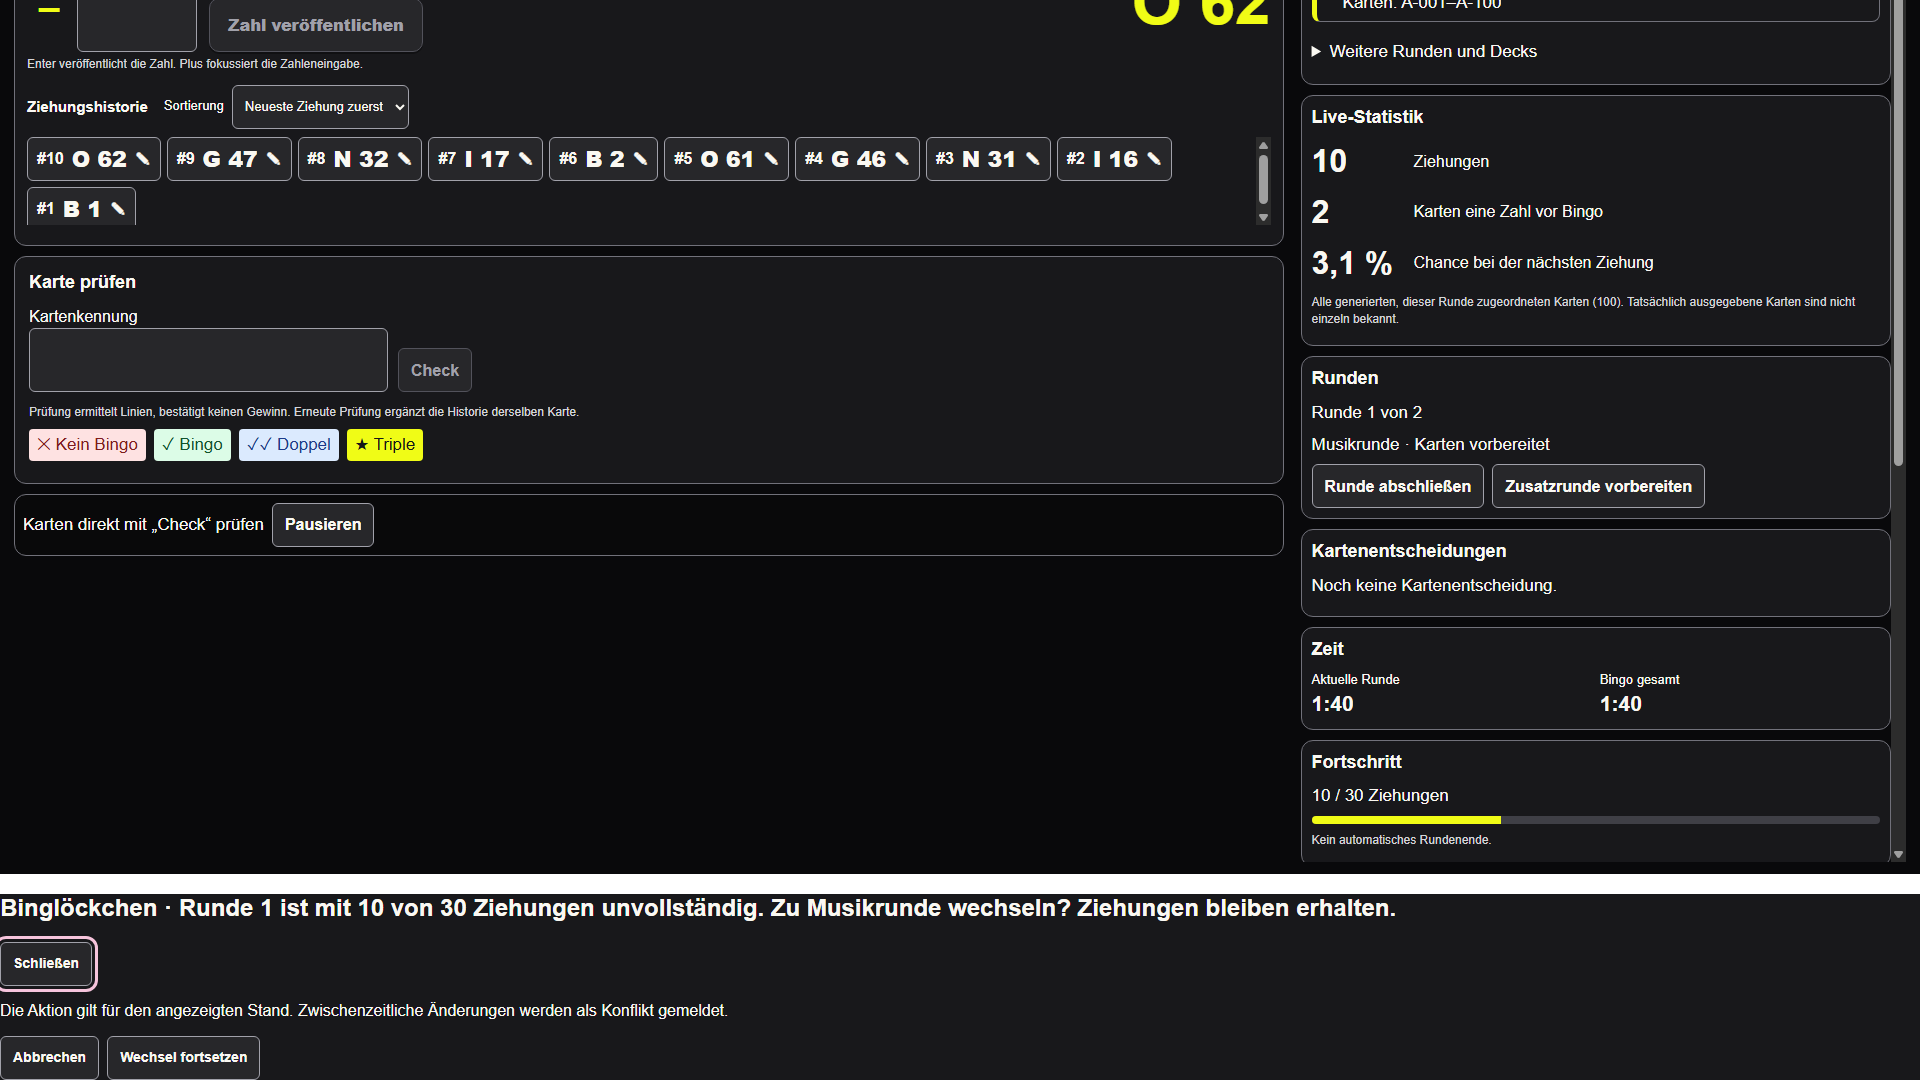 Zahl veröffentlichen
O 62
Enter veröffentlicht die Zahl. Plus fokussiert die Zahleneingabe.
Ziehungshistorie Sortierung Neueste Ziehung zuerst
#10 O 62 #9 G 47 #8 N 32 #7 I 17 #6 B 2 #5 O 61 #4 G 46 #3 N 31 #2 I 16
#1 B 1
Karte prüfen
Kartenkennung
Check
Prüfung ermittelt Linien, bestätigt keinen Gewinn. Erneute Prüfung ergänzt die Historie derselben Karte.
✕ Kein Bingo ✓ Bingo ✓✓ Doppel ★ Triple
Karten direkt mit „Check“ prüfen Pausieren
Karten: A-001–A-100
▶ Weitere Runden und Decks
Live-Statistik
10 Ziehungen
2 Karten eine Zahl vor Bingo
3,1 % Chance bei der nächsten Ziehung
Alle generierten, dieser Runde zugeordneten Karten (100). Tatsächlich ausgegebene Karten sind nicht
einzeln bekannt.
Runden
Runde 1 von 2
Musikrunde · Karten vorbereitet
Runde abschließen Zusatzrunde vorbereiten
Kartenentscheidungen
Noch keine Kartenentscheidung.
Zeit
Aktuelle Runde Bingo gesamt
1:40 1:40
Fortschritt
10 / 30 Ziehungen
Kein automatisches Rundenende.
Binglöckchen · Runde 1 ist mit 10 von 30 Ziehungen unvollständig. Zu Musikrunde wechseln? Ziehungen bleiben erhalten.
Schließen
Die Aktion gilt für den angezeigten Stand. Zwischenzeitliche Änderungen werden als Konflikt gemeldet.
Abbrechen Wechsel fortsetzen